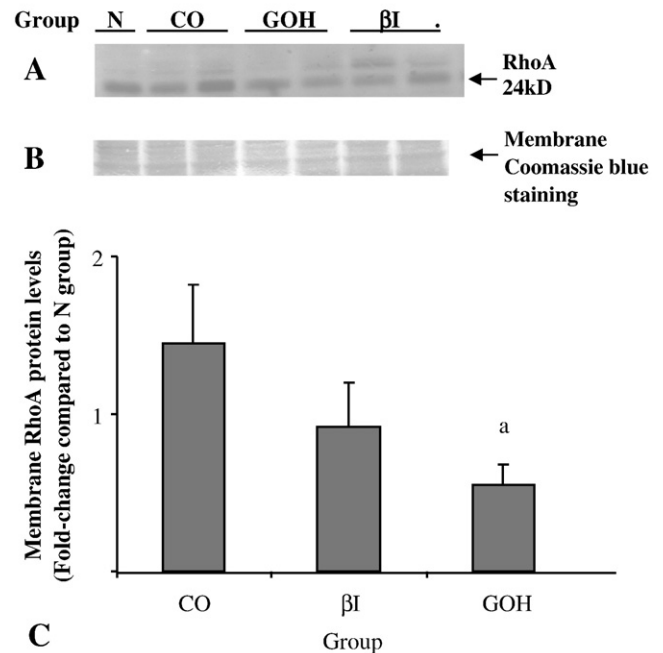 Group N CO GOH βI .
A
RhoA
24kD
B
Membrane
Coomassie blue
staining
Membrane RhoA protein levels
(Fold-change compared to N group)
2
1
a
CO βI GOH
C
Group